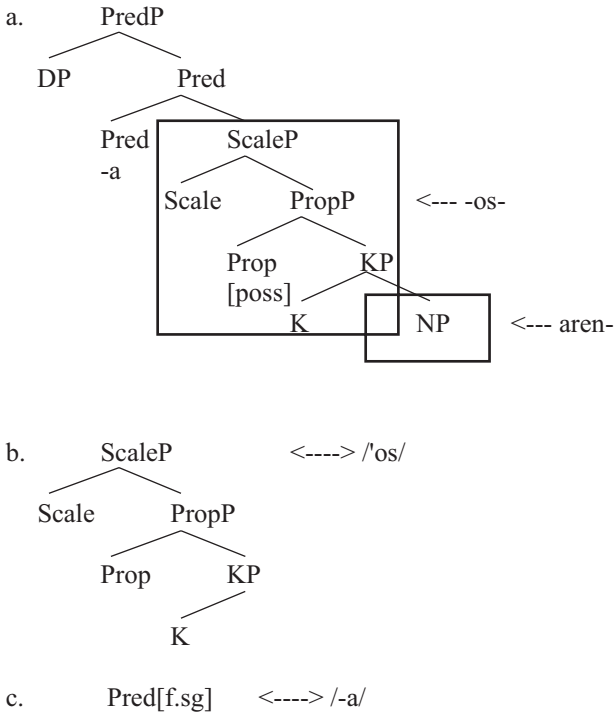 a. PredP
DP Pred
Pred ScaleP
-a
Scale PropP <--- -os-
Prop KP
[poss]
K NP <--- aren-
b. ScaleP <----> /'os/
Scale PropP
Prop KP
K
c. Pred[f.sg] <----> /-a/